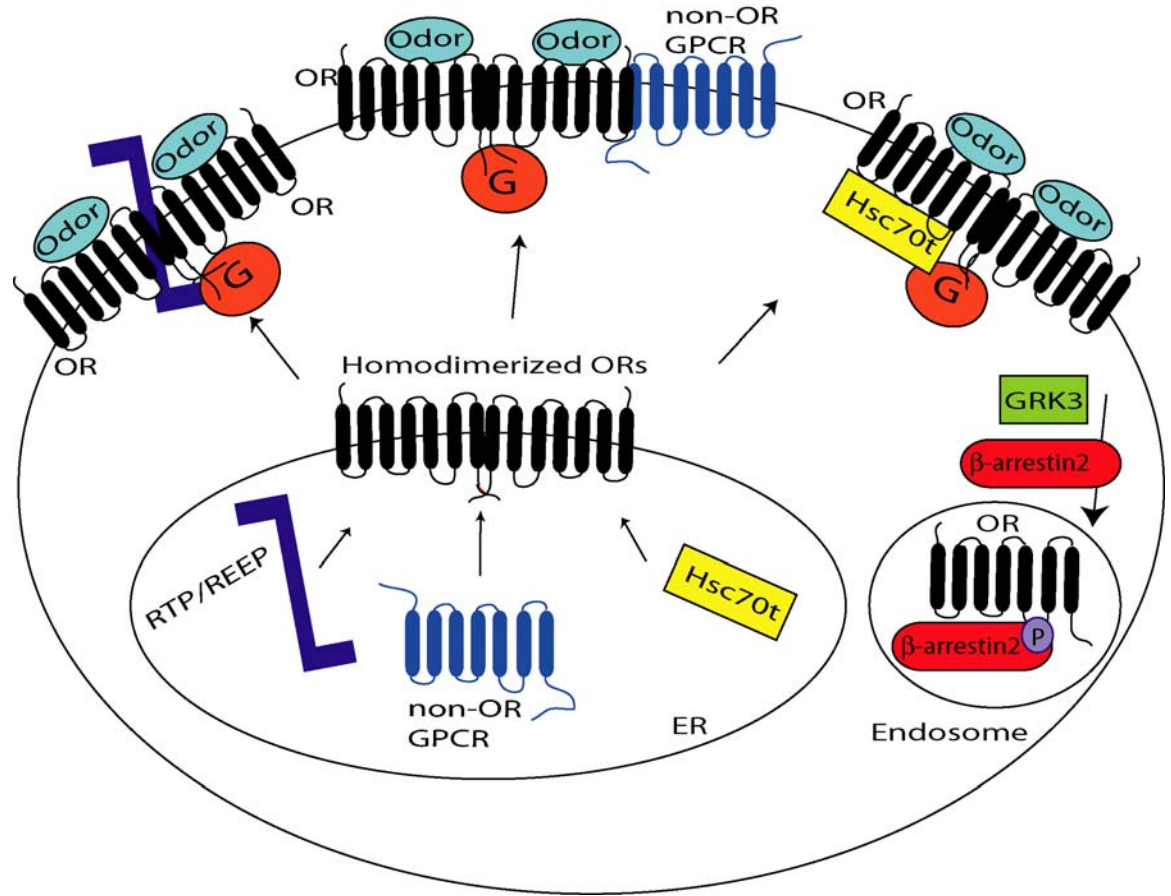 Odor
Odor
non-OR
GPCR
OR
G
Odor
Odor
OR
G
OR
OR
Odor
Odor
Hsc70t
G
Homodimerized ORs
GRK3
β-arrestin2
RTP/REEP
non-OR
GPCR
Hsc70t
ER
OR
β-arrestin2
P
Endosome